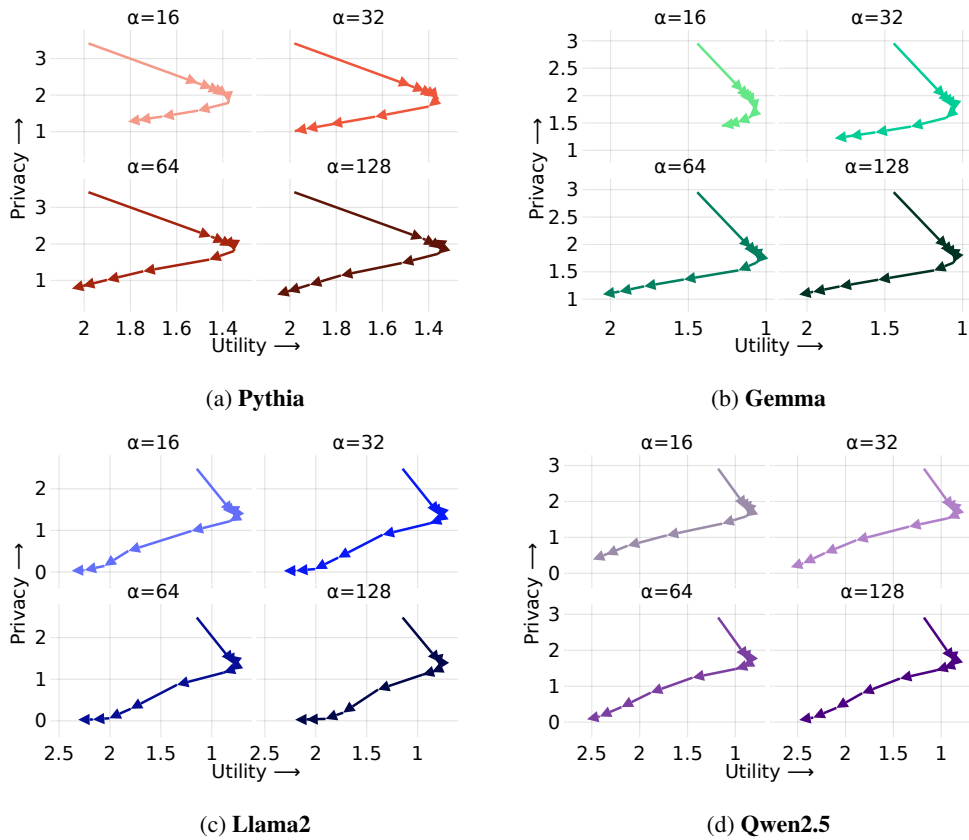 α=16
α=32
3
2
1
α=64
α=128
3
2
1
2
1.8
1.6
1.4
2
1.8
1.6
1.4
Privacy ⟶
Utility ⟶
(a) Pythia
α=16
α=32
3
2.5
2
1.5
1
α=64
α=128
3
2.5
2
1.5
1
2
1.5
1
2
1.5
1
Privacy ⟶
Utility ⟶
(b) Gemma
α=16
α=32
2
1
0
α=64
α=128
2
1
0
2.5
2
1.5
1
2.5
2
1.5
1
Privacy ⟶
Utility ⟶
(c) Llama2
α=16
α=32
3
2
1
0
α=64
α=128
3
2
1
0
2.5
2
1.5
1
2.5
2
1.5
1
Privacy ⟶
Utility ⟶
(d) Qwen2.5